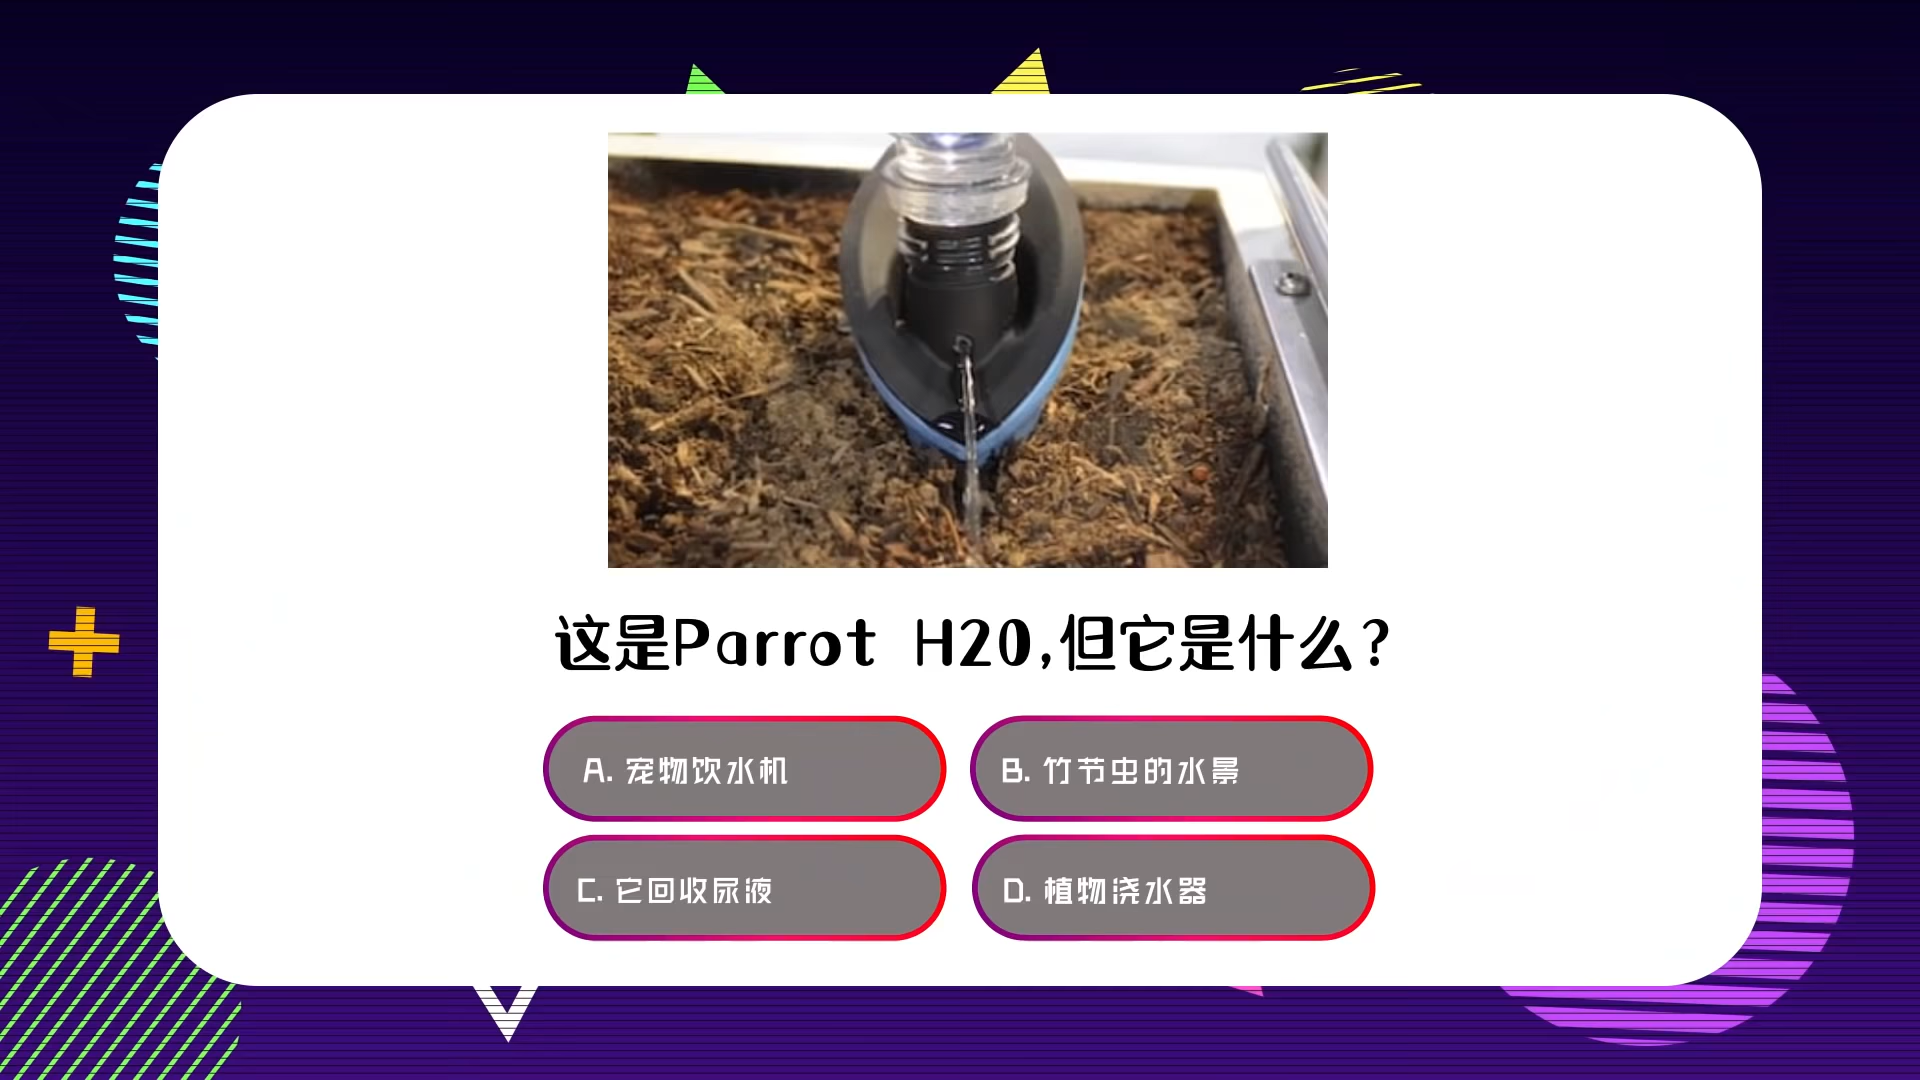 这是Parrot H20,但它是什么?
A. 宠物饮水机
B. 竹节虫的水景
C. 它回收尿液
D. 植物浇水器